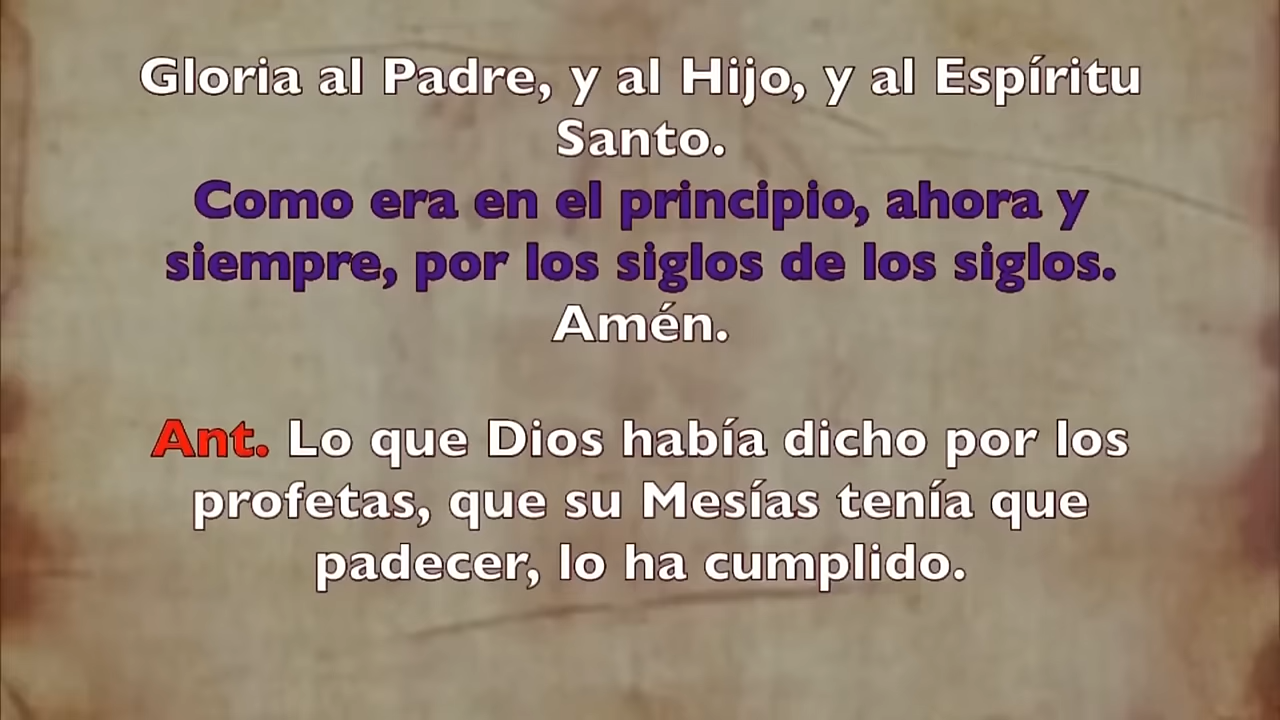 Gloria al Padre, y al Hijo, y al Espíritu
Santo.
Como era en el principio, ahora y
siempre, por los siglos de los siglos.
Amén.
Ant. Lo que Dios había dicho por los
profetas, que su Mesías tenía que
padecer, lo ha cumplido.